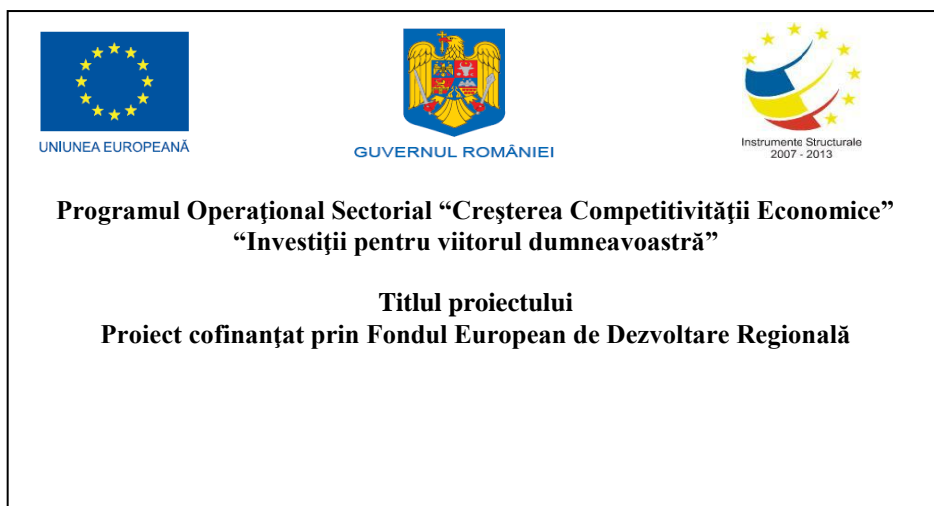 UNIUNEA EUROPEANĂ
GUVERNUL ROMÂNIEI
Instrumente Structurale
2007 - 2013
Programul Operaţional Sectorial “Creşterea Competitivităţii Economice”
“Investiţii pentru viitorul dumneavoastră”
Titlul proiectului
Proiect cofinanţat prin Fondul European de Dezvoltare Regională